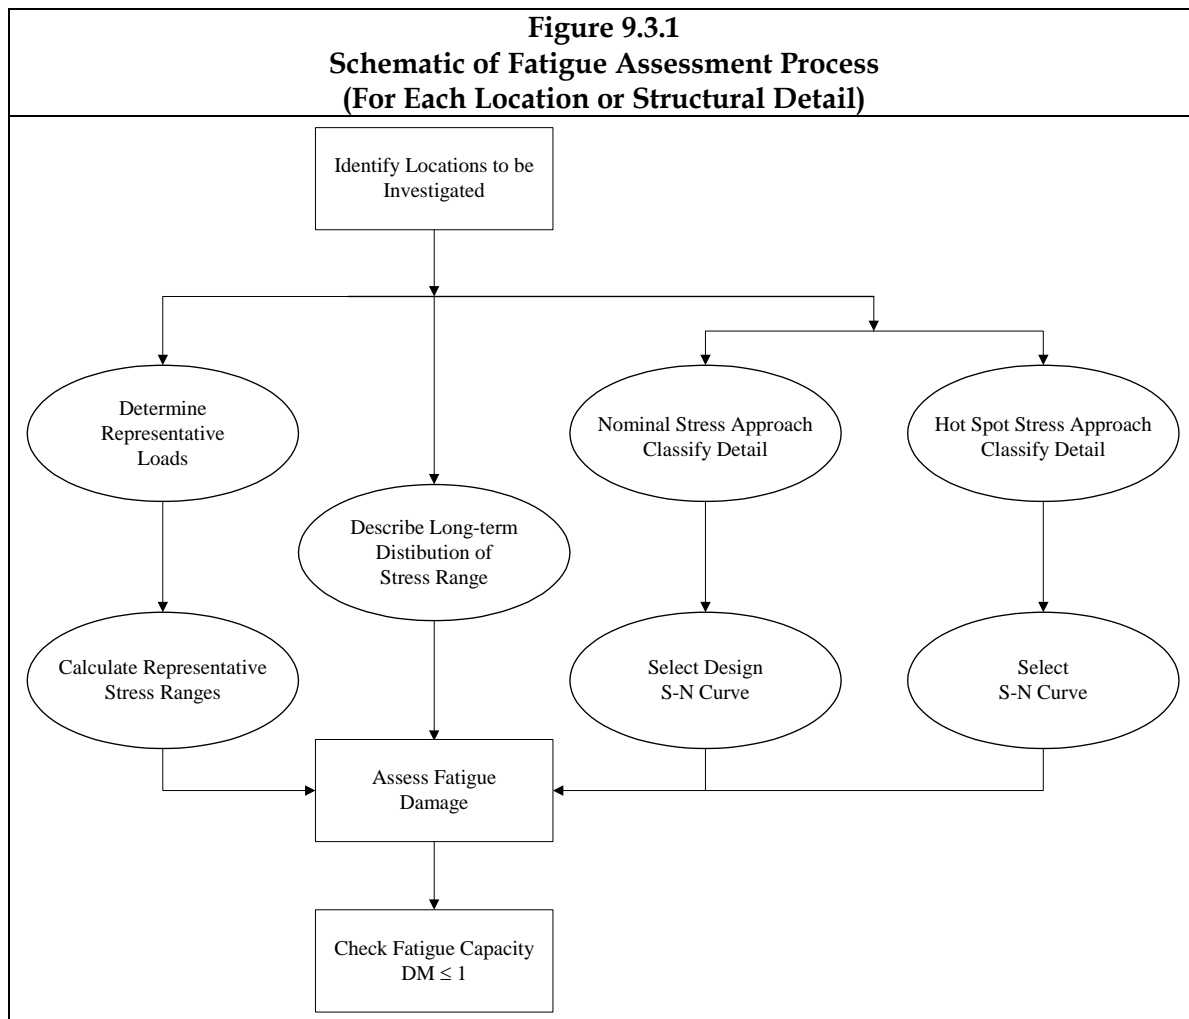 Figure 9.3.1
Schematic of Fatigue Assessment Process
(For Each Location or Structural Detail)
Identify Locations to be
Investigated
Determine
Representative
Loads
Nominal Stress Approach
Classify Detail
Hot Spot Stress Approach
Classify Detail
Describe Long-term
Distibution of
Stress Range
Calculate Representative
Stress Ranges
Select Design
S-N Curve
Select
S-N Curve
Assess Fatigue
Damage
Check Fatigue Capacity
DM ≤ 1